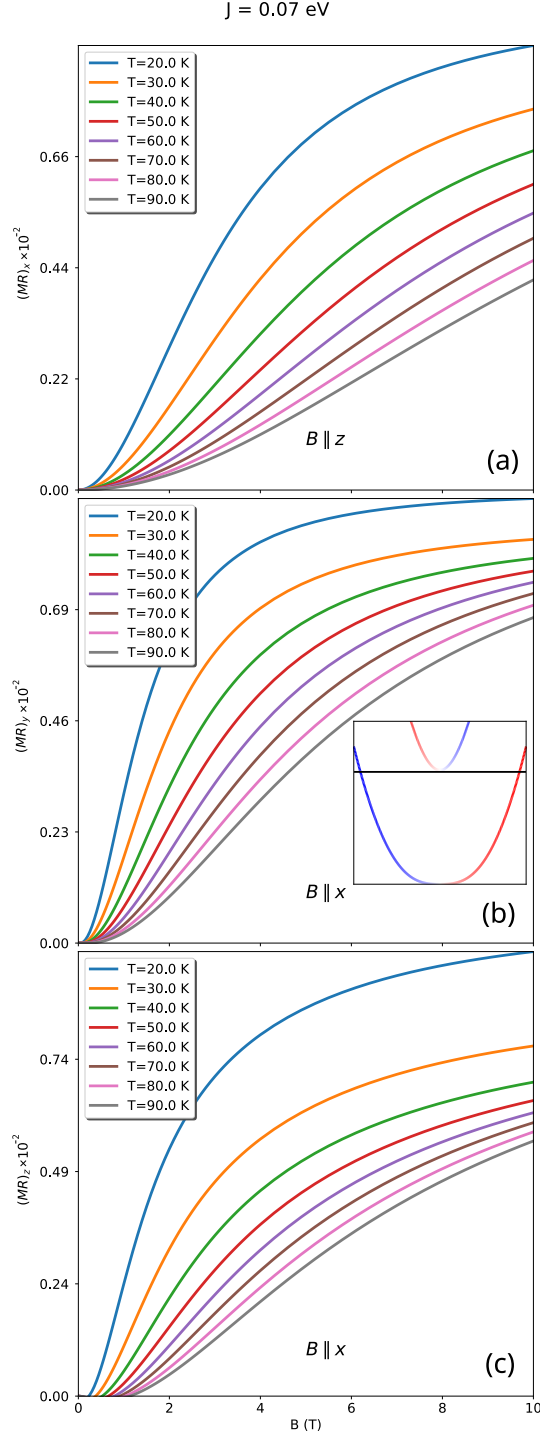 J = 0.07 eV
T=20.0 K
T=30.0 K
T=40.0 K
T=50.0 K
T=60.0 K
T=70.0 K
T=80.0 K
T=90.0 K
0.66
0.44
0.22
0.00
(MR)ₓ ×10⁻²
B ∥ z
(a)
T=20.0 K
T=30.0 K
T=40.0 K
T=50.0 K
T=60.0 K
T=70.0 K
T=80.0 K
T=90.0 K
0.69
0.46
0.23
0.00
(MR)ᵧ ×10⁻²
B ∥ x
(b)
T=20.0 K
T=30.0 K
T=40.0 K
T=50.0 K
T=60.0 K
T=70.0 K
T=80.0 K
T=90.0 K
0.74
0.49
0.24
0.00
(MR)z ×10⁻²
B ∥ x
(c)
0 2 4 6 8 10
B (T)